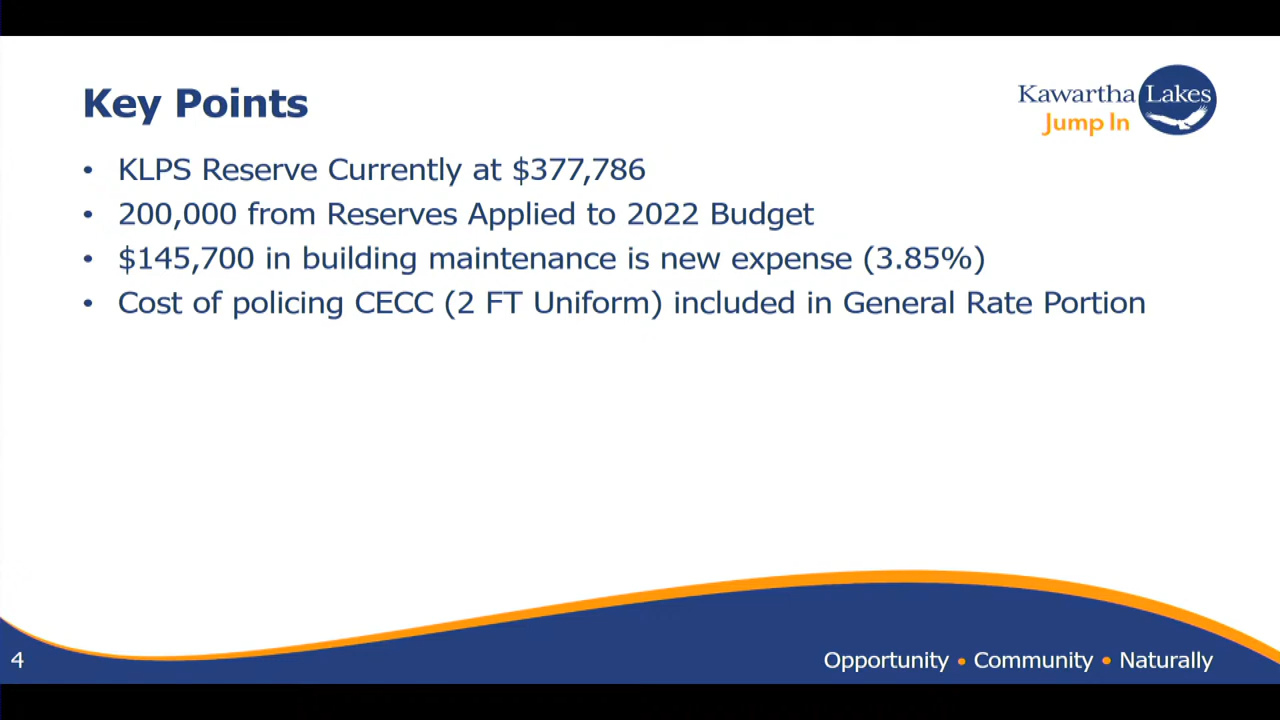 Key Points
Kawartha Lakes
Jump In
• KLPS Reserve Currently at $377,786
• 200,000 from Reserves Applied to 2022 Budget
• $145,700 in building maintenance is new expense (3.85%)
• Cost of policing CECC (2 FT Uniform) included in General Rate Portion
4
Opportunity • Community • Naturally